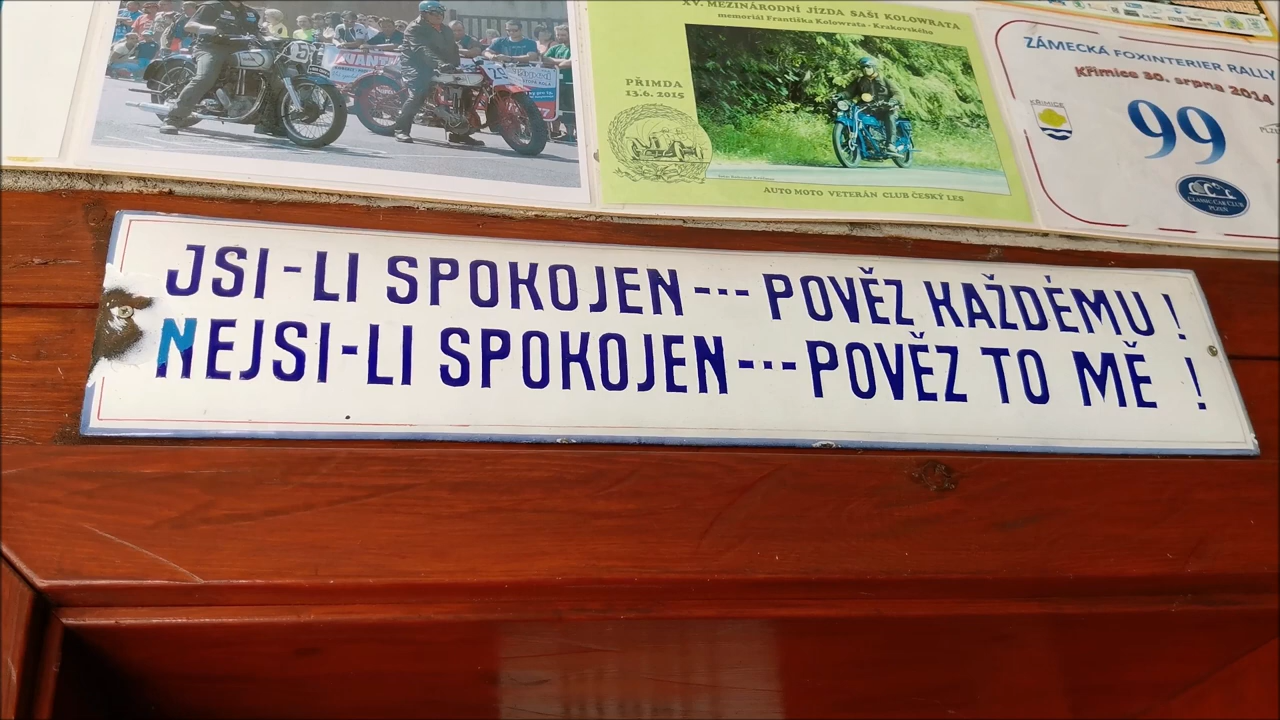 XV. MEZINÁRODNÍ JÍZDA SAŠI KOLOWRATA
memoriál Františka Kolowrata - Krakovského
PŘIMDA
13.6. 2015
AUTO MOTO VETERÁN CLUB ČESKÝ LES
ZÁMECKÁ FOXINTERIER RALLY
Křimice 30. srpna 2014
KŘIMICE
99
CLASSIC CAR CLUB
PLZEŇ
JSI-LI SPOKOJEN---POVĚZ KAŽDÉMU !
NEJSI-LI SPOKOJEN---POVĚZ TO MĚ !